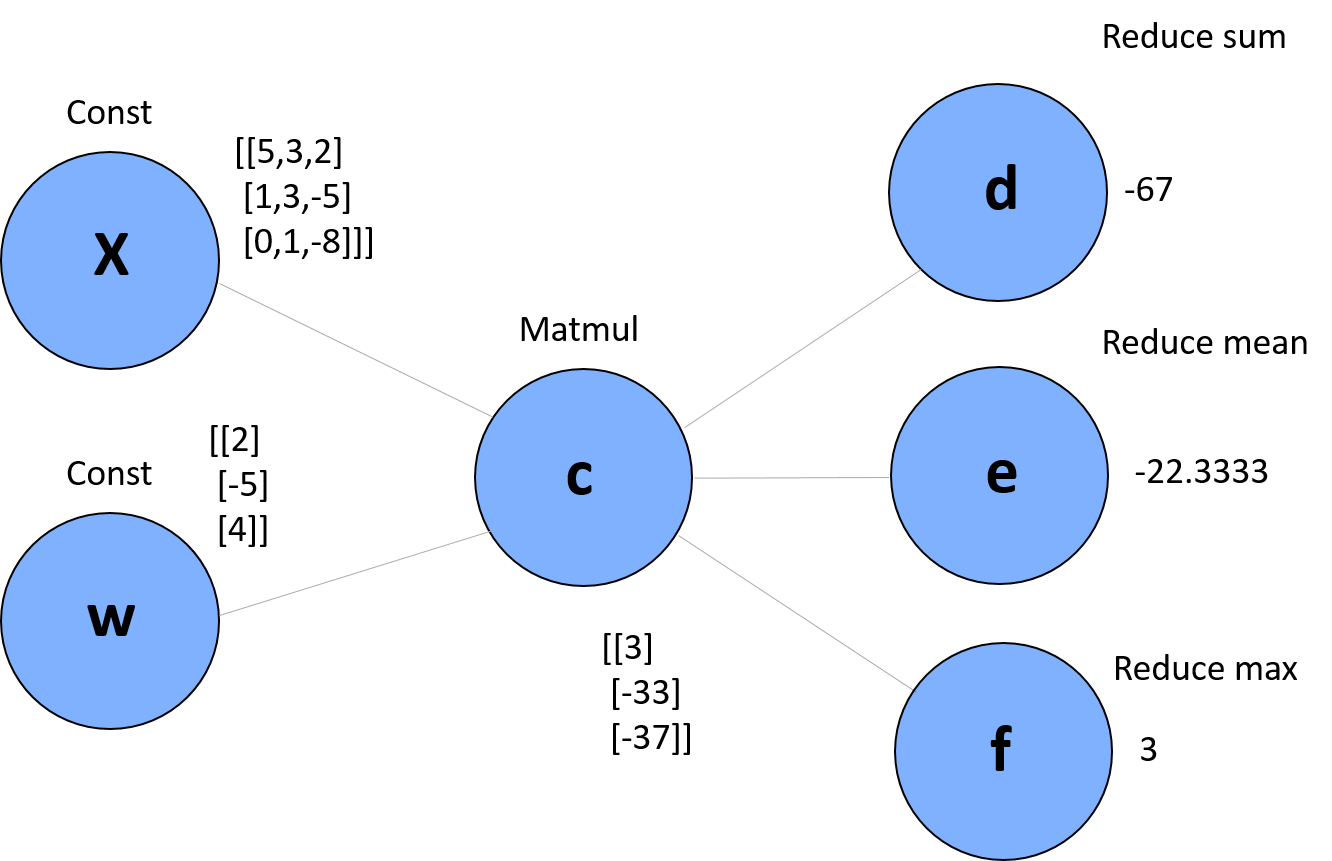 Reduce sum
Const
[[5,3,2]
[1,3,-5]
[0,1,-8]]]
X
d
-67
Matmul
Reduce mean
Const
[[2]
[-5]
[4]]
w
c
e
-22.3333
[[3]
[-33]
[-37]]
Reduce max
f
3